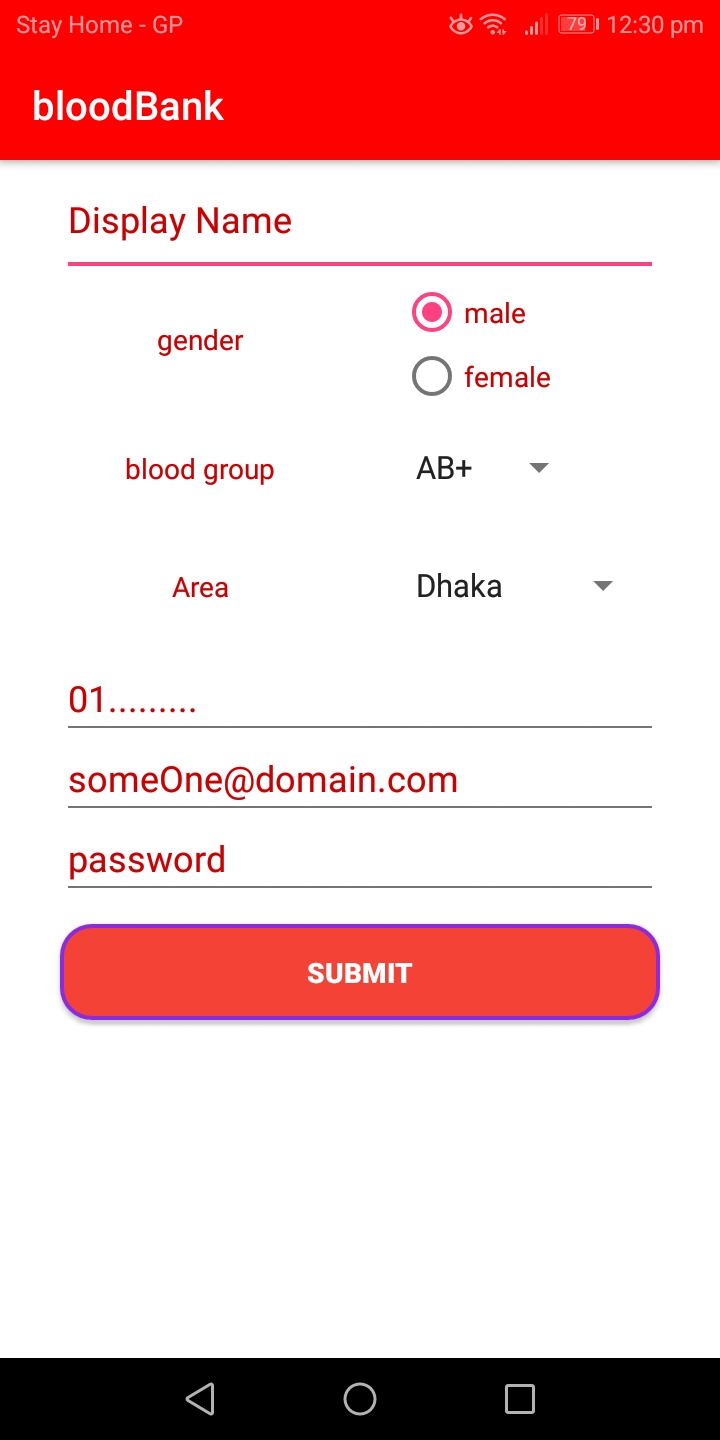 Stay Home - GP 79 12:30 pm
bloodBank
Display Name
male
gender
female
blood group AB+
Area Dhaka
01.........
someOne@domain.com
password
SUBMIT